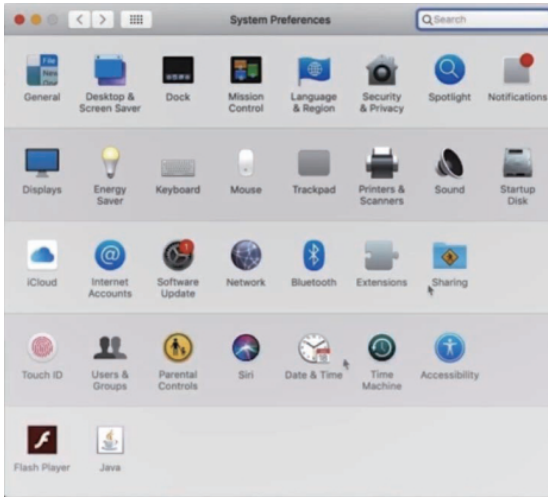 System Preferences
Search
General
Desktop &
Screen Saver
Dock
Mission
Control
Language
& Region
Security
& Privacy
Spotlight
Notifications
Displays
Energy
Saver
Keyboard
Mouse
Trackpad
Printers &
Scanners
Sound
Startup
Disk
iCloud
Internet
Accounts
1
Software
Update
Network
Bluetooth
Extensions
Sharing
Touch ID
Users &
Groups
Parental
Controls
Siri
18
Date & Time
Time
Machine
Accessibility
Flash Player
Java